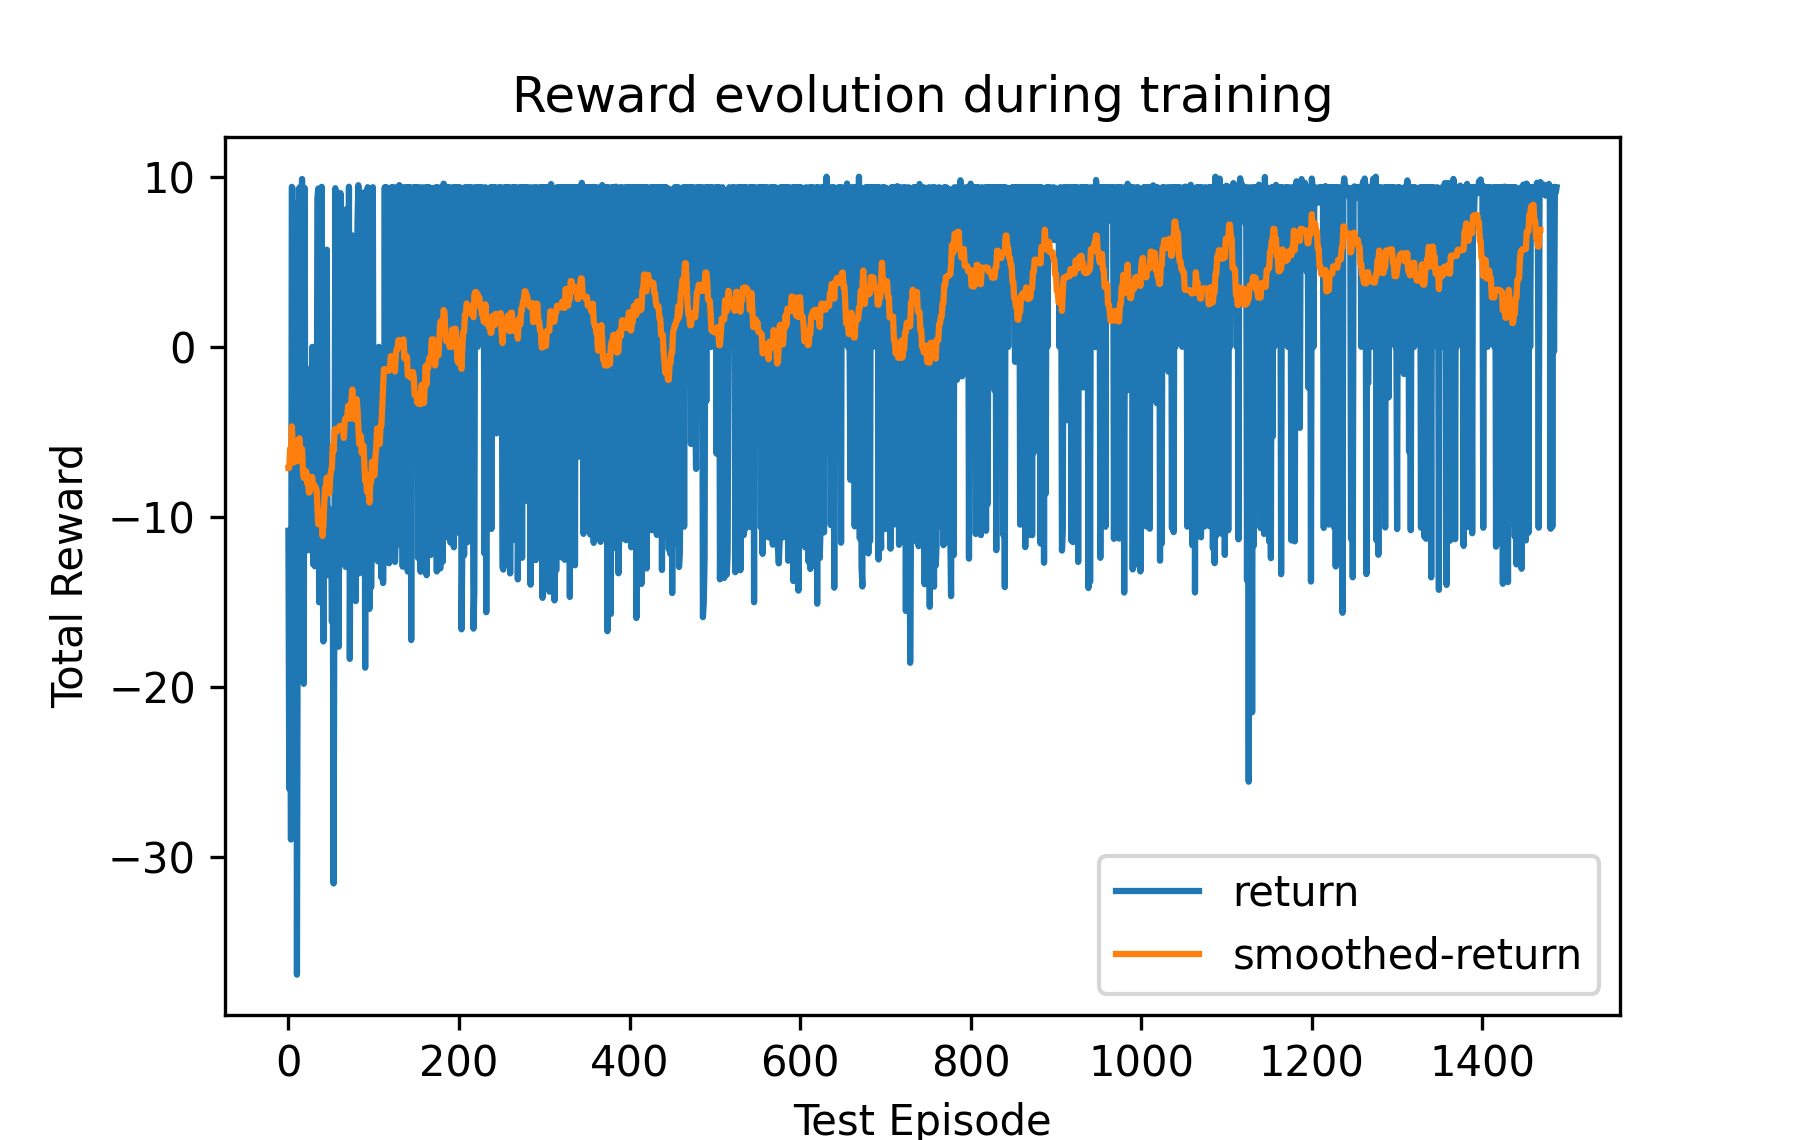 Reward evolution during training
10
0
−10
−20
−30
Total Reward
return
smoothed-return
0 200 400 600 800 1000 1200 1400
Test Episode